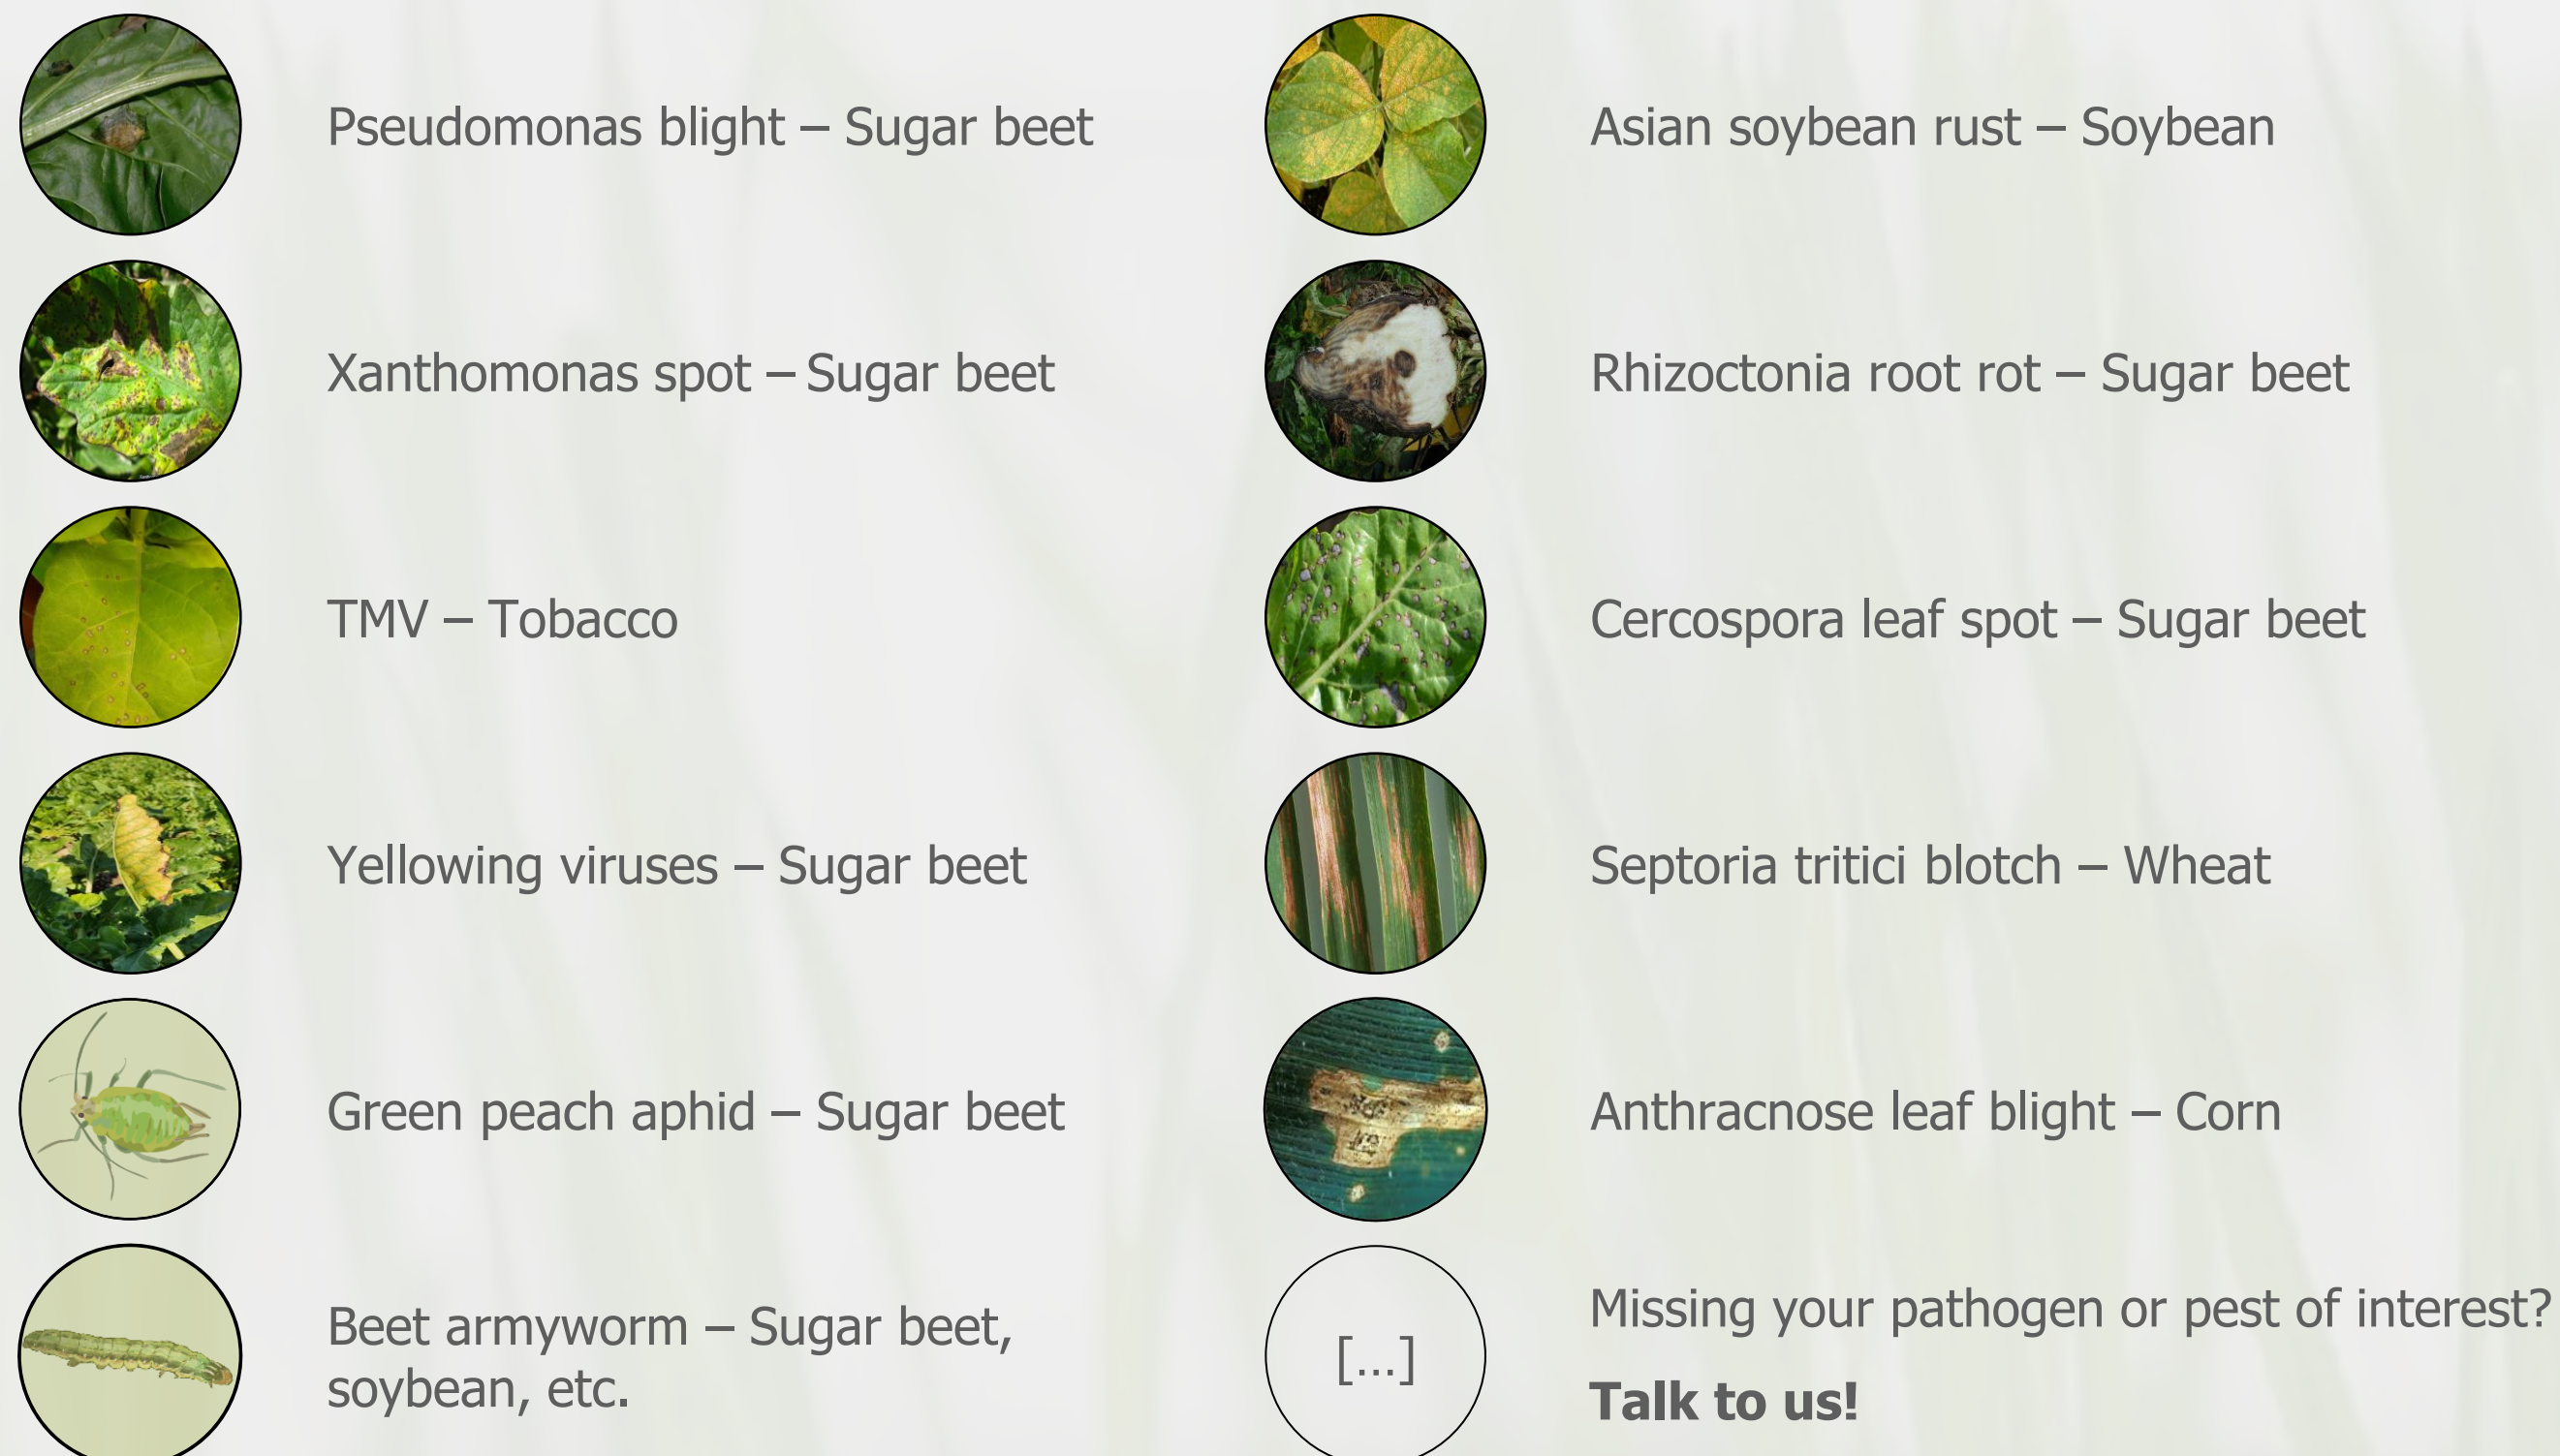 Pseudomonas blight – Sugar beet
Xanthomonas spot – Sugar beet
TMV – Tobacco
Yellowing viruses – Sugar beet
Green peach aphid – Sugar beet
Beet armyworm – Sugar beet,
soybean, etc.
Asian soybean rust – Soybean
Rhizoctonia root rot – Sugar beet
Cercospora leaf spot – Sugar beet
Septoria tritici blotch – Wheat
Anthracnose leaf blight – Corn
[...]
Missing your pathogen or pest of interest?
Talk to us!